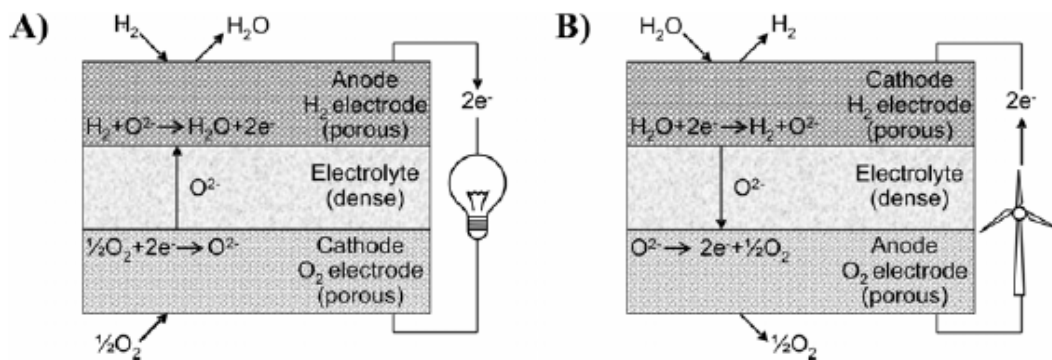 A)
H₂
H₂O
Anode
H₂ electrode
(porous)
H₂+O²⁻→H₂O+2e⁻
2e⁻
Electrolyte
(dense)
O²⁻
½O₂+2e⁻→O²⁻
Cathode
O₂ electrode
(porous)
½O₂
B)
H₂O
H₂
Cathode
H₂ electrode
(porous)
H₂O+2e⁻→H₂+O²⁻
2e⁻
Electrolyte
(dense)
O²⁻
O²⁻→2e⁻+½O₂
Anode
O₂ electrode
(porous)
½O₂